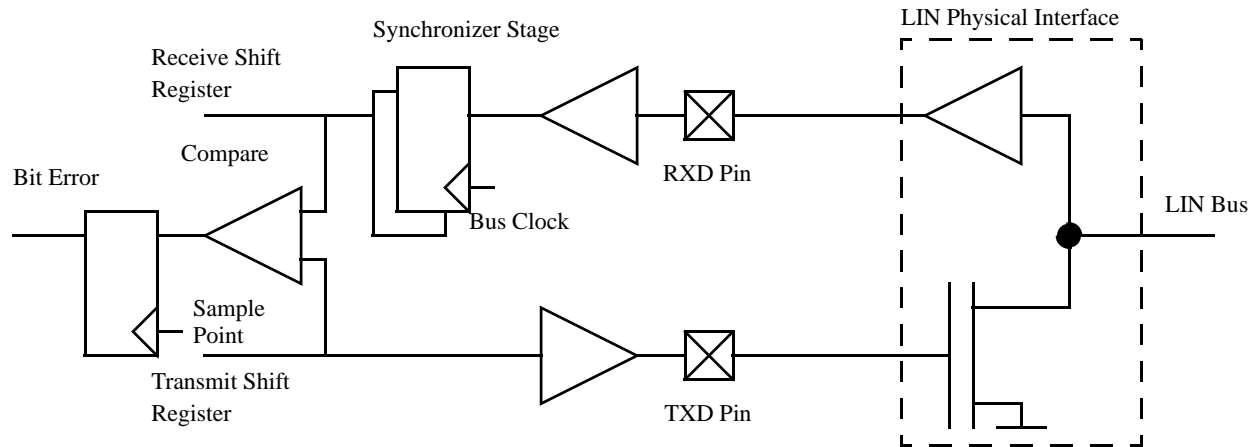 LIN Physical Interface
Synchronizer Stage
Receive Shift
Register
Compare
RXD Pin
Bit Error
Bus Clock
LIN Bus
Sample
Point
Transmit Shift
Register
TXD Pin